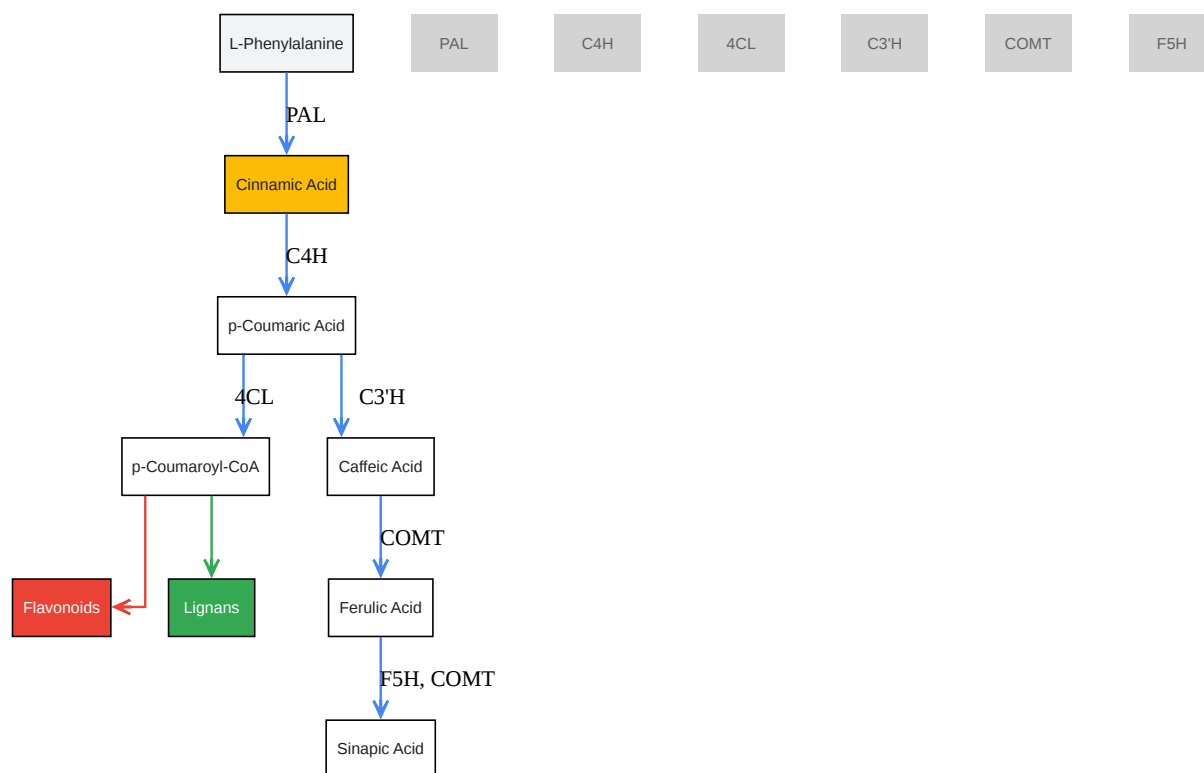 L-Phenylalanine
PAL
C4H
4CL
C3'H
COMT
F5H
PAL
Cinnamic Acid
C4H
p-Coumaric Acid
4CL
C3'H
p-Coumaroyl-CoA
Caffeic Acid
COMT
Flavonoids
Lignans
Ferulic Acid
F5H, COMT
Sinapic Acid